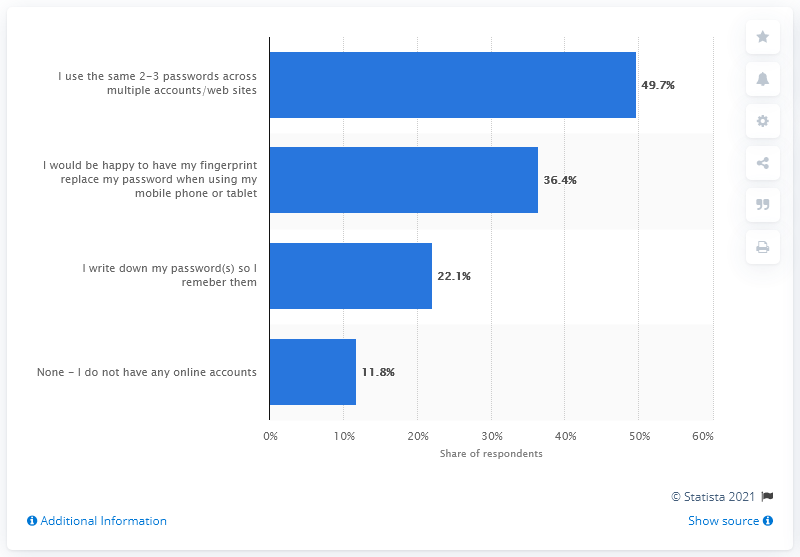 I use the same 2-3 passwords across
multiple accounts/web sites
49.7%
I would be happy to have my fingerprint
replace my password when using my
mobile phone or tablet
36.4%
I write down my password(s) so I
remeber them
22.1%
None - I do not have any online accounts
11.8%
0% 10% 20% 30% 40% 50% 60%
Share of respondents
© Statista 2021
Additional Information
Show source